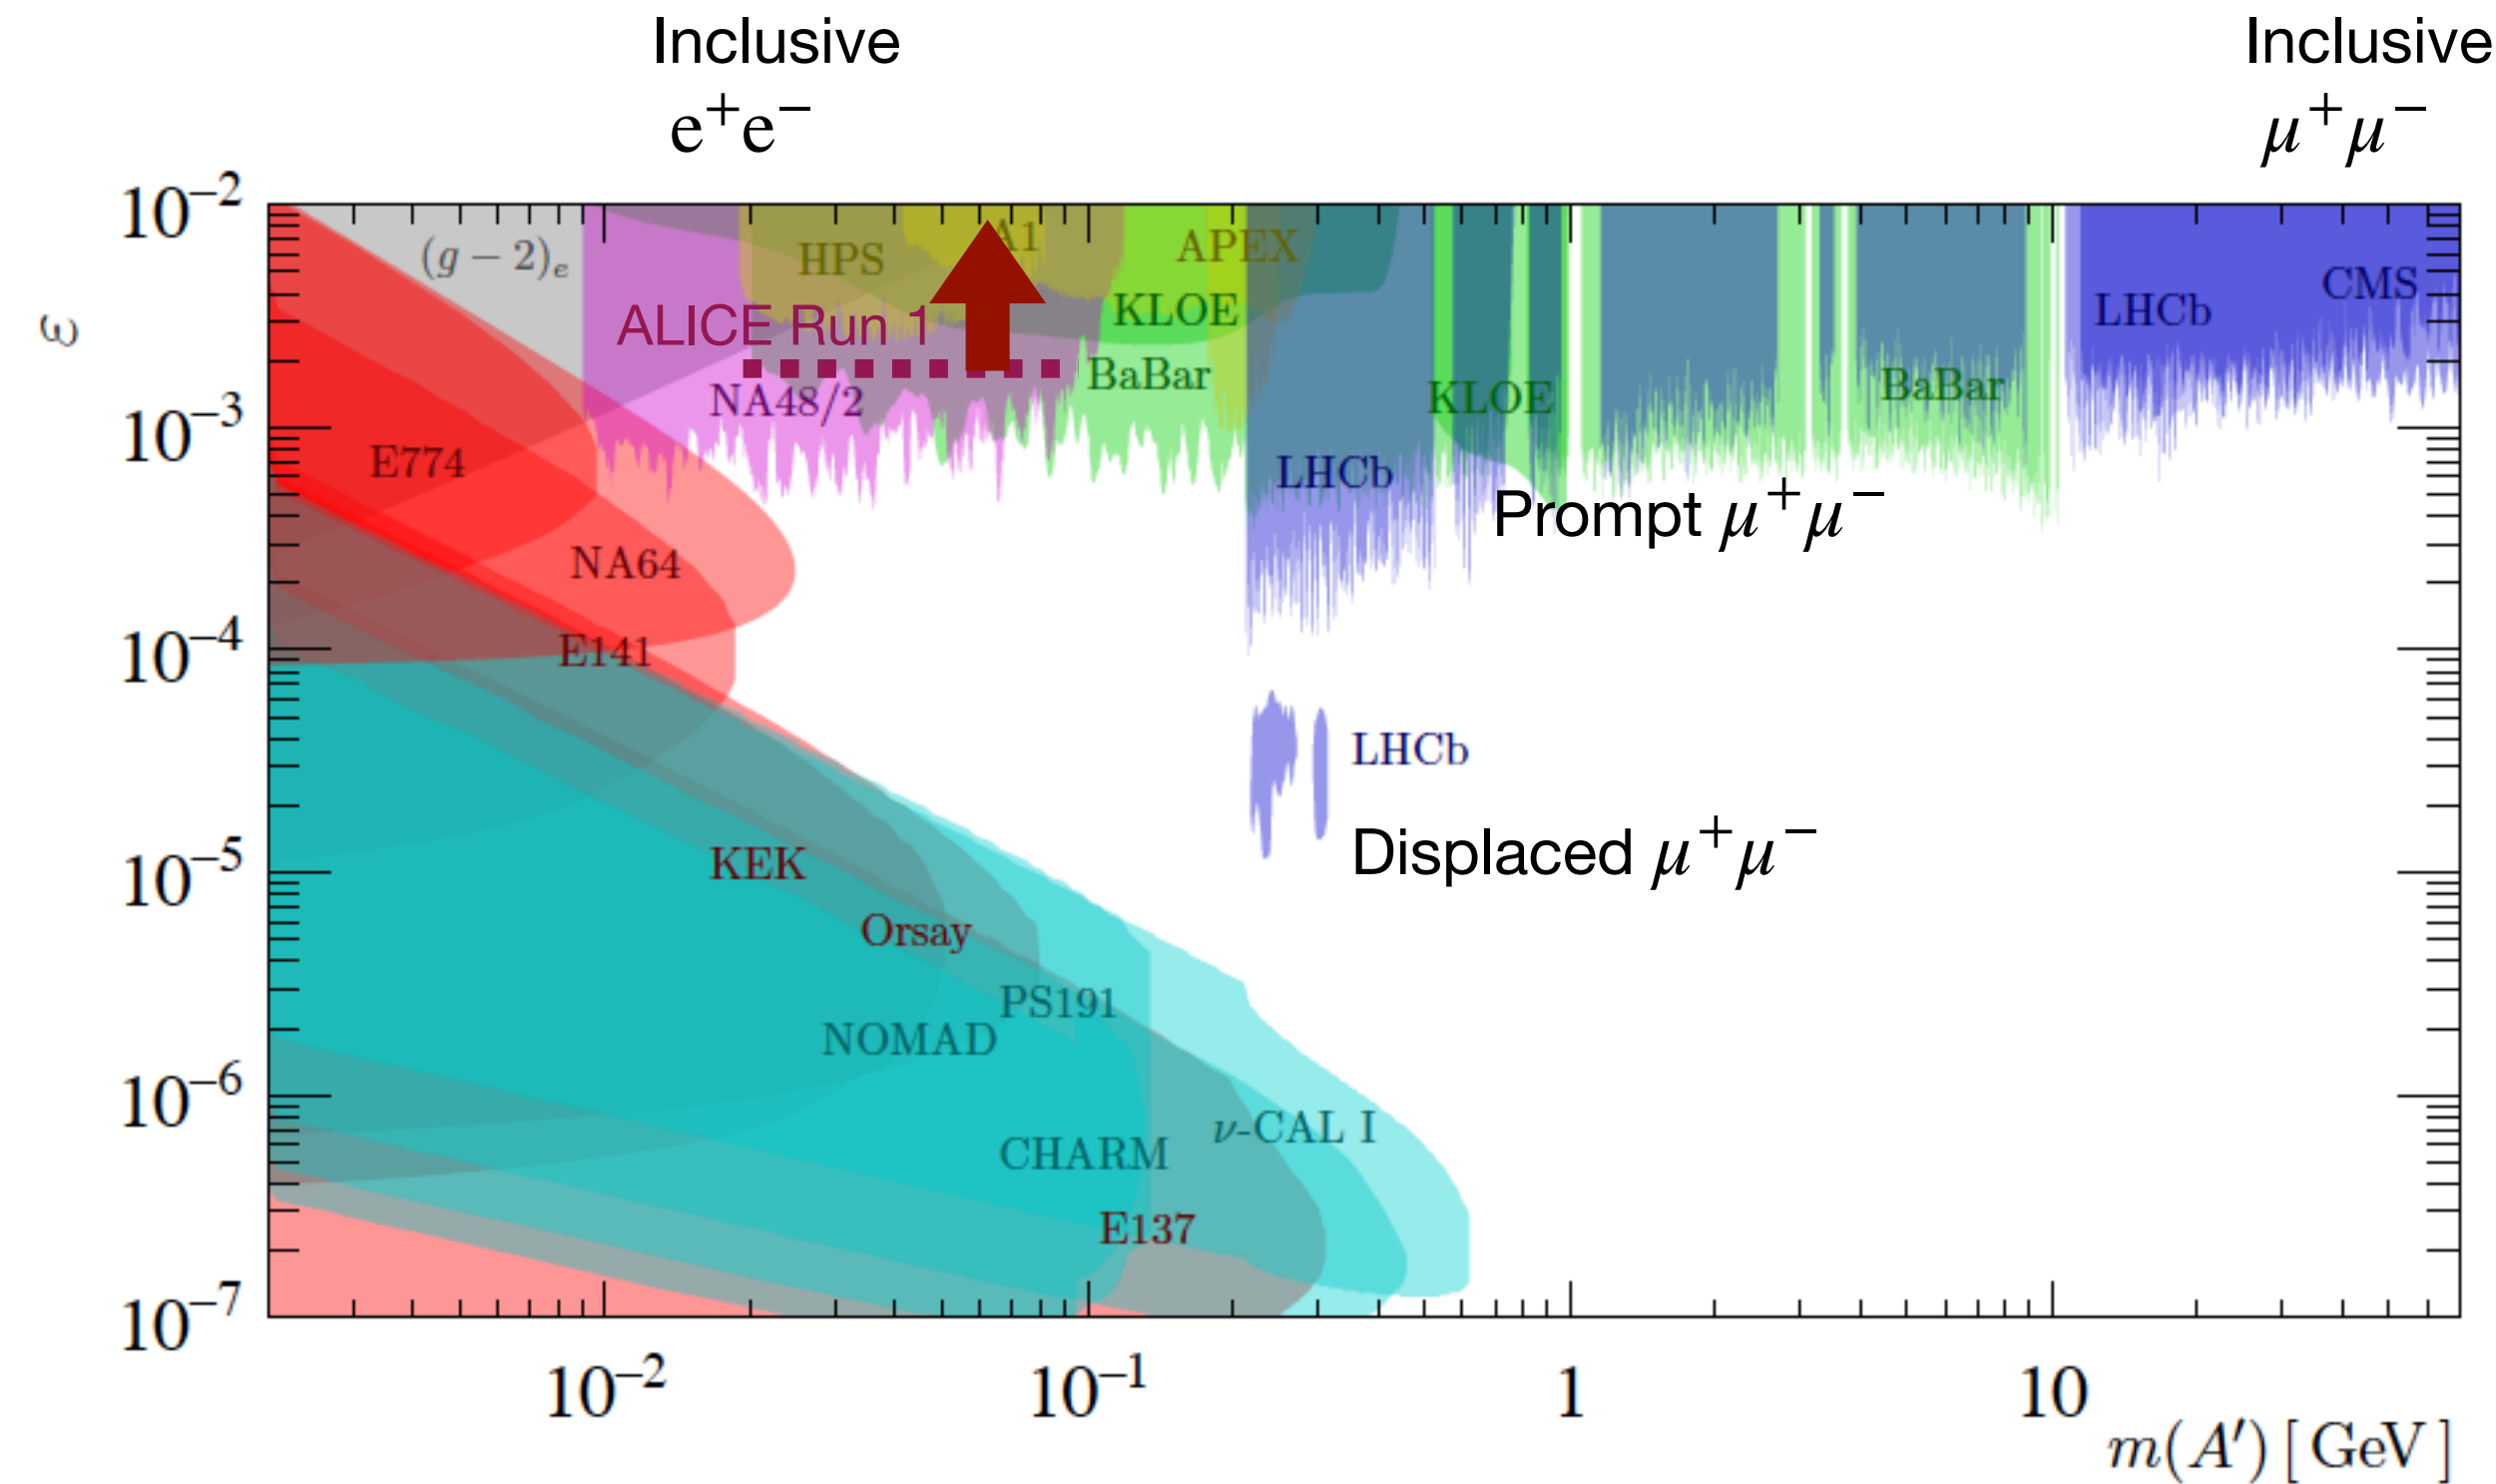 Inclusive
e⁺e⁻
Inclusive
μ⁺μ⁻
10⁻²
10⁻³
10⁻⁴
10⁻⁵
10⁻⁶
10⁻⁷
ε
(g − 2)ₑ
HPS
A1
APEX
KLOE
ALICE Run 1
BaBar
NA48/2
E774
NA64
E141
LHCb
KLOE
BaBar
LHCb
CMS
Prompt μ⁺μ⁻
LHCb
Displaced μ⁺μ⁻
KEK
Orsay
PS191
NOMAD
ν-CAL I
CHARM
E137
10⁻²
10⁻¹
1
10
m(A′) [ GeV ]